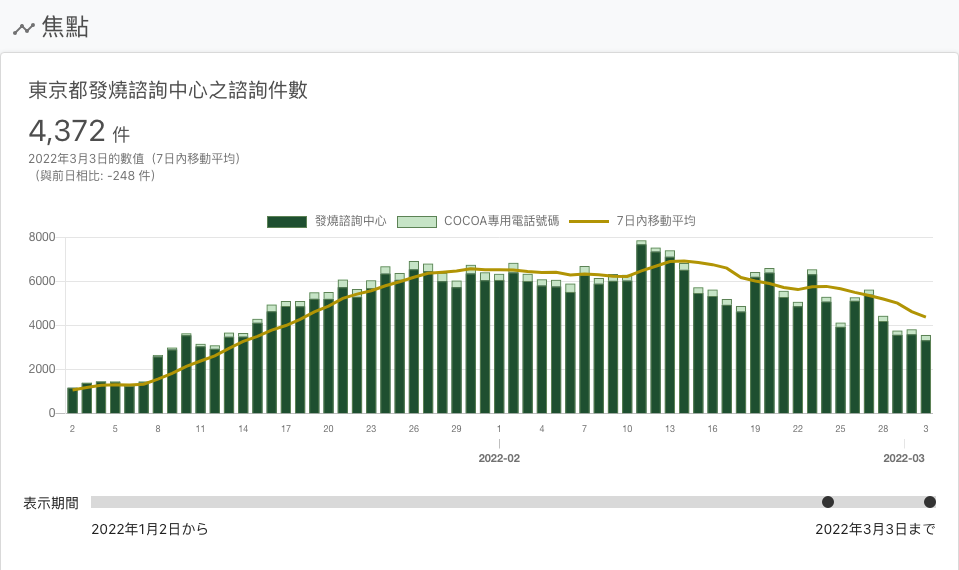 焦點
東京都發燒諮詢中心之諮詢件數
4,372 件
2022年3月3日的數值（7日內移動平均）
（與前日相比: -248 件）
發燒諮詢中心 COCOA專用電話號碼 7日內移動平均
8000
6000
4000
2000
0
2 5 8 11 14 17 20 23 26 29 1 4 7 10 13 16 19 22 25 28 3
2022-02 2022-03
表示期間
2022年1月2日から 2022年3月3日まで